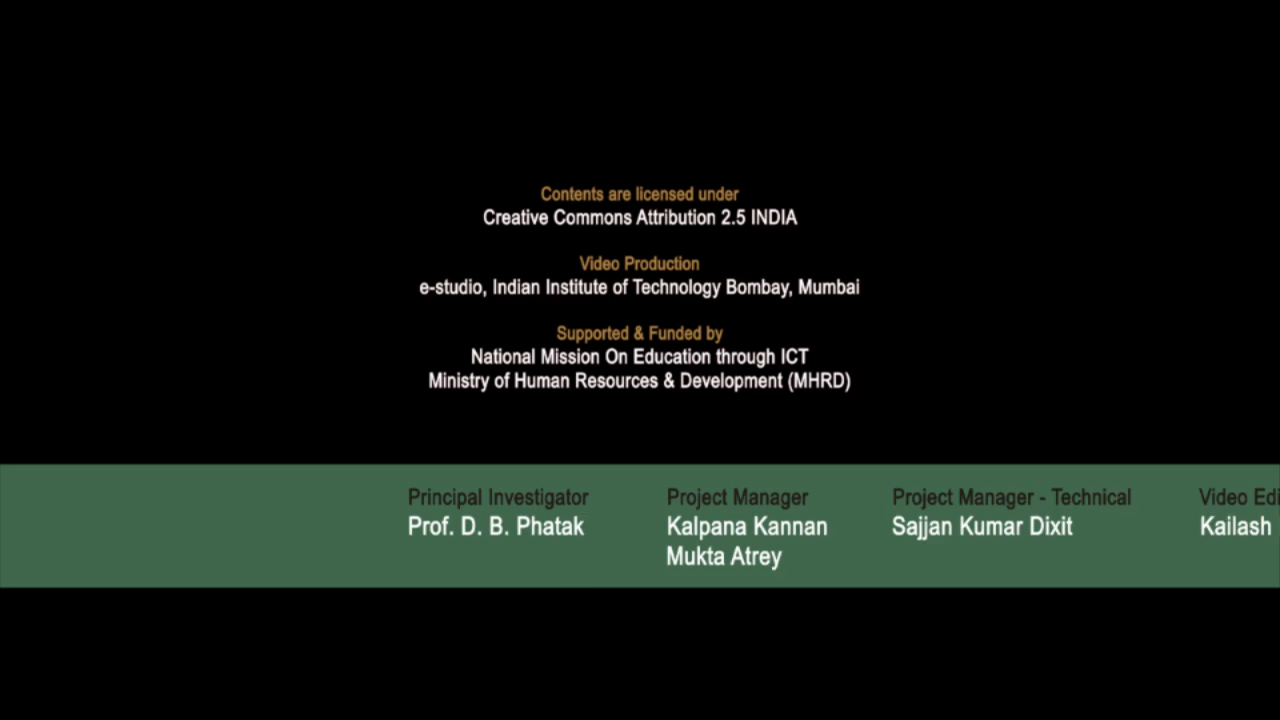 Contents are licensed under
Creative Commons Attribution 2.5 INDIA
Video Production
e-studio, Indian Institute of Technology Bombay, Mumbai
Supported & Funded by
National Mission On Education through ICT
Ministry of Human Resources & Development (MHRD)
Principal Investigator
Prof. D. B. Phatak
Project Manager
Kalpana Kannan
Mukta Atrey
Project Manager - Technical
Sajjan Kumar Dixit
Video
Kailash